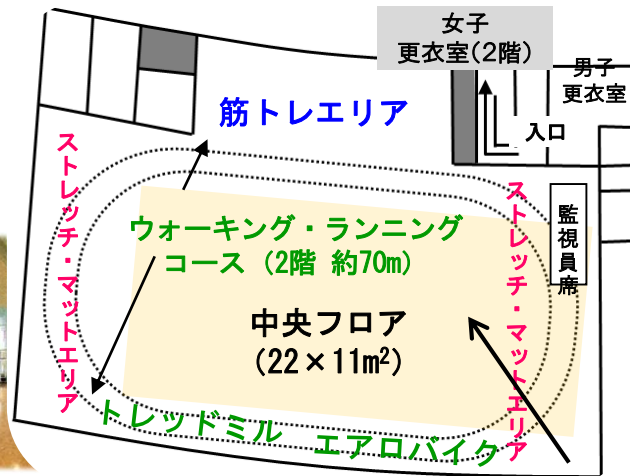 女子
更衣室(2階)
男子
更衣室
入口
筋トレエリア
ストレッチ・マットエリア
ウォーキング・ランニング
コース (2階 約70m)
ストレッチ・マットエリア
監視員席
中央フロア
(22×11m²)
トレッドミル エアロバイク